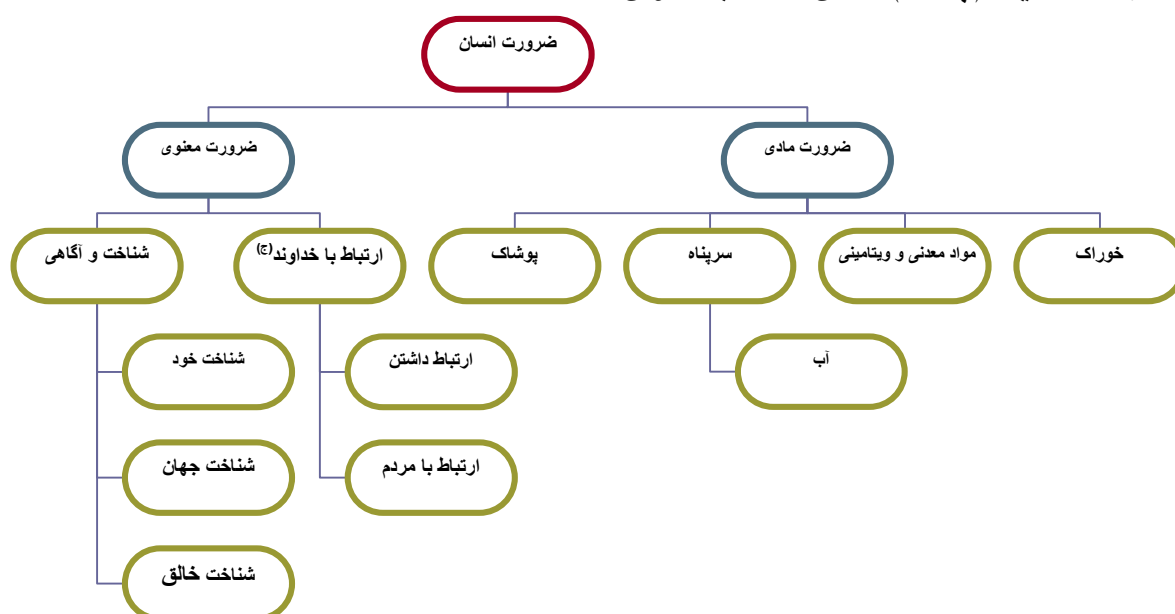 ضرورت انسان
ضرورت مادی
ضرورت معنوی
خوراک
مواد معدنی و ویتامینی
سرپناه
پوشاک
ارتباط با خداوند(ج)
شناخت و آگاهی
آب
ارتباط داشتن
شناخت خود
ارتباط با مردم
شناخت جهان
شناخت خالق